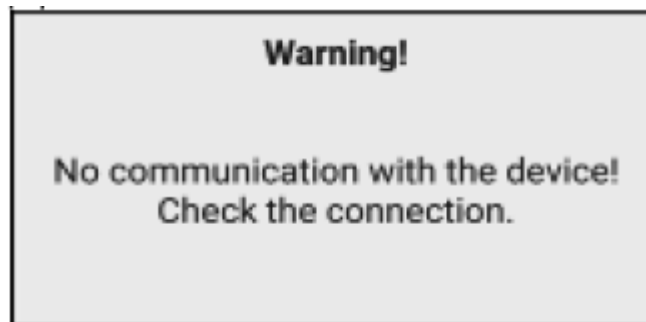 Warning!
No communication with the device!
Check the connection.